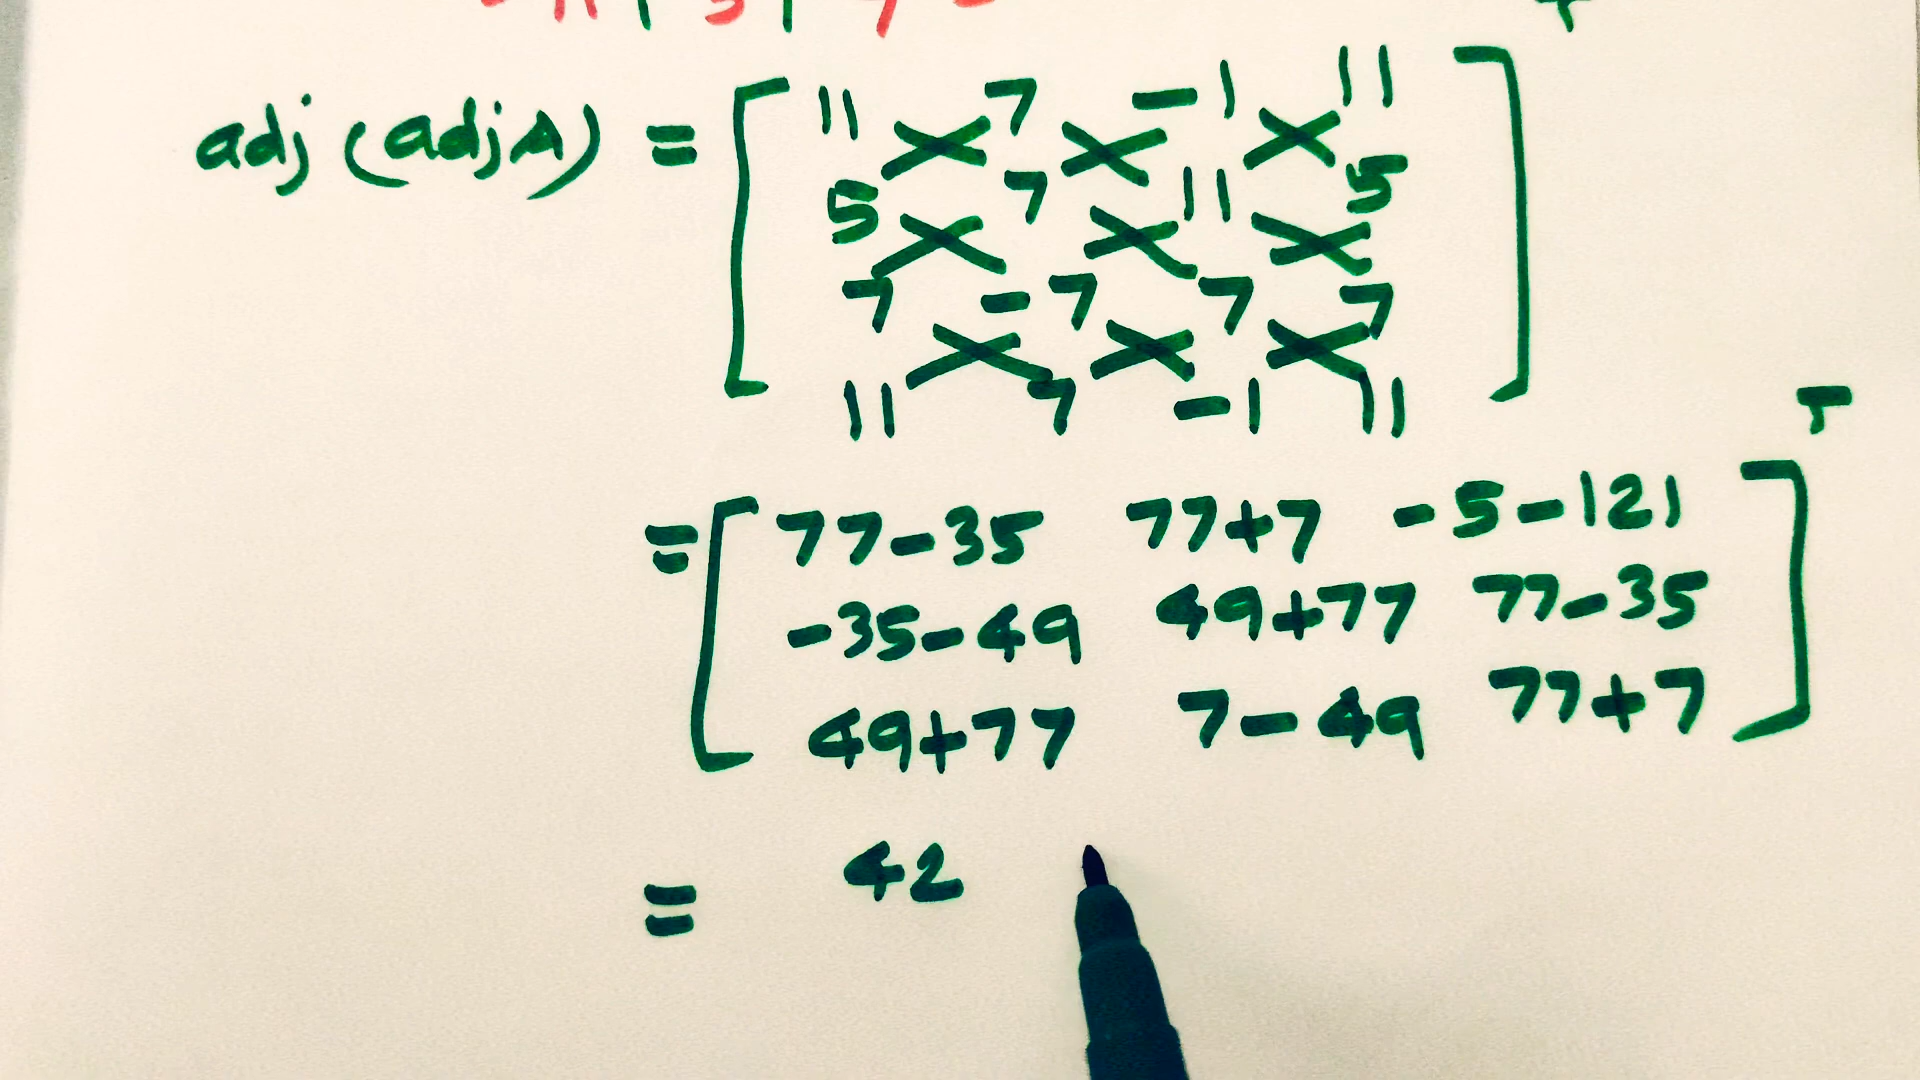 adj (adj A) = [ 11 7 -1 11
5 7 11 5
7 -7 7 7
11 7 -1 11 ]
T
= [ 77-35 77+7 -5-121
-35-49 49+77 77-35
49+77 7-49 77+7 ]
= 42